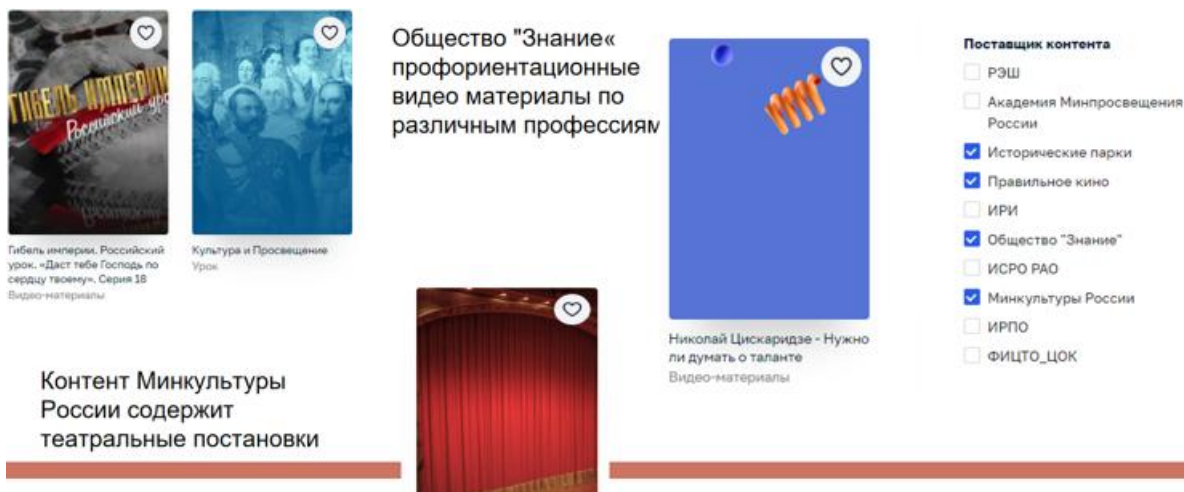 ГИБЕЛЬ ИМПЕРИИ
Российский урок
Гибель империи. Российский
урок. «Даст тебе Господь по
сердцу твоему». Серия 18
Видео-материалы
Культура и Просвещение
Урок
Общество "Знание«
профориентационные
видео материалы по
различным профессиям
Николай Цискаридзе - Нужно
ли думать о таланте
Видео-материалы
Поставщик контента
РЭШ
Академия Минпросвещения
России
Исторические парки
Правильное кино
ИРИ
Общество "Знание"
ИСРО РАО
Минкультуры России
ИРПО
ФИЦТО_ЦОК
Контент Минкультуры
России содержит
театральные постановки